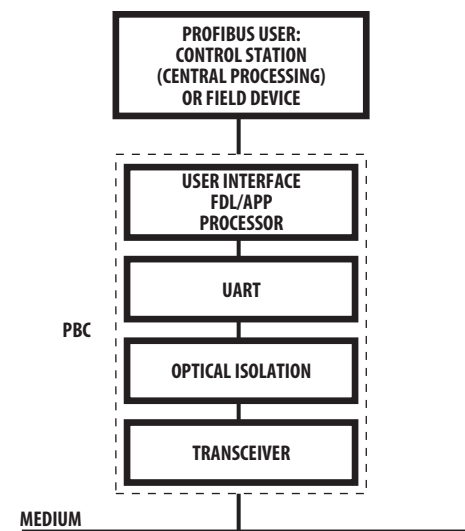 PROFIBUS USER:
CONTROL STATION
(CENTRAL PROCESSING)
OR FIELD DEVICE
USER INTERFACE
FDL/APP
PROCESSOR
UART
PBC
OPTICAL ISOLATION
TRANSCEIVER
MEDIUM